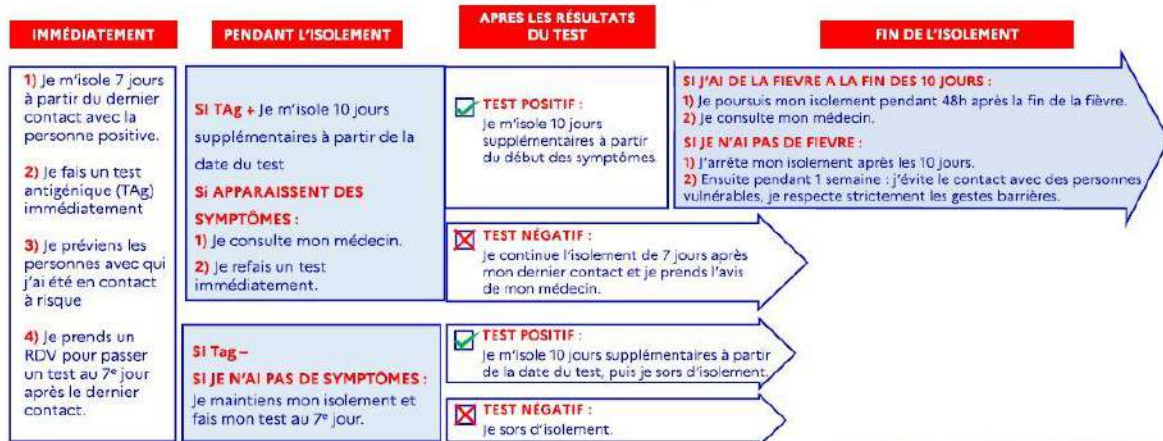 IMMÉDIATEMENT
1) Je m'isole 7 jours
à partir du dernier
contact avec la
personne positive.
2) Je fais un test
antigénique (TAg)
immédiatement
3) Je préviens les
personnes avec qui
j'ai été en contact
à risque
4) Je prends un
RDV pour passer
un test au 7e jour
après le dernier
contact.
PENDANT L'ISOLEMENT
SI TAg + Je m'isole 10 jours
supplémentaires à partir de la
date du test
Si APPARAISSENT DES
SYMPTÔMES :
1) Je consulte mon médecin.
2) Je refais un test
immédiatement.
SI Tag –
SI JE N'AI PAS DE SYMPTÔMES :
Je maintiens mon isolement et
fais mon test au 7e jour.
APRES LES RÉSULTATS
DU TEST
TEST POSITIF :
Je m'isole 10 jours
supplémentaires à partir
du début des symptômes.
TEST NÉGATIF :
Je continue l'isolement de 7 jours après
mon dernier contact et je prends l'avis
de mon médecin.
TEST POSITIF :
Je m'isole 10 jours supplémentaires à partir
de la date du test, puis je sors d'isolement.
TEST NÉGATIF :
Je sors d'isolement.
FIN DE L'ISOLEMENT
SI J'AI DE LA FIEVRE A LA FIN DES 10 JOURS :
1) Je poursuis mon isolement pendant 48h après la fin de la fièvre.
2) Je consulte mon médecin.
SI JE N'AI PAS DE FIEVRE :
1) J'arrête mon isolement après les 10 jours.
2) Ensuite pendant 1 semaine : j'évite le contact avec des personnes
vulnérables, je respecte strictement les gestes barrières.